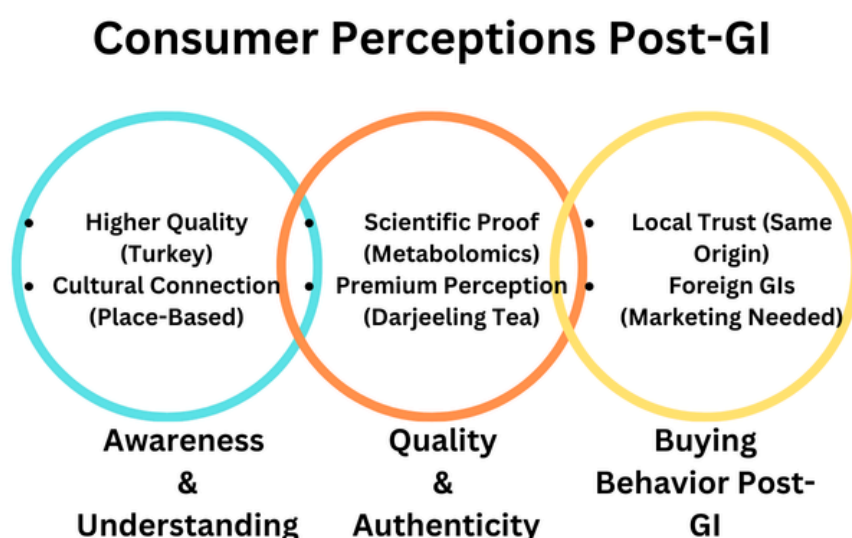 Consumer Perceptions Post-GI
• Higher Quality
(Turkey)
• Cultural Connection
(Place-Based)
• Scientific Proof
(Metabolomics)
• Premium Perception
(Darjeeling Tea)
• Local Trust (Same
Origin)
• Foreign GIs
(Marketing Needed)
Awareness
&
Understanding
Quality
&
Authenticity
Buying
Behavior Post-
GI